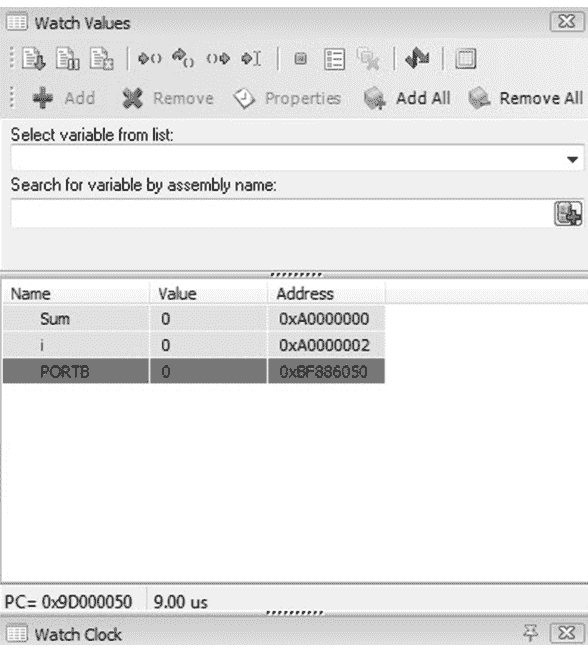 Watch Values
Add Remove Properties Add All Remove All
Select variable from list:
Search for variable by assembly name:
Name Value Address
Sum 0 0xA0000000
i 0 0xA0000002
PORTB 0 0xBF886050
PC= 0x9D000050 9.00 us
Watch Clock